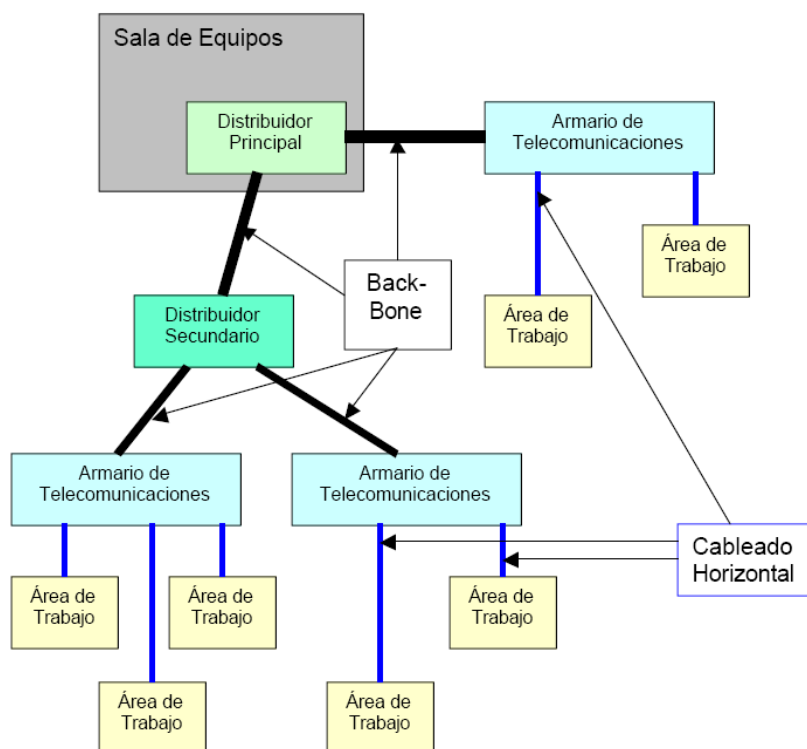 Sala de Equipos
Distribuidor
Principal
Armario de
Telecomunicaciones
Área de
Trabajo
Área de
Trabajo
Back-
Bone
Distribuidor
Secundario
Armario de
Telecomunicaciones
Armario de
Telecomunicaciones
Cableado
Horizontal
Área de
Trabajo
Área de
Trabajo
Área de
Trabajo
Área de
Trabajo
Área de
Trabajo